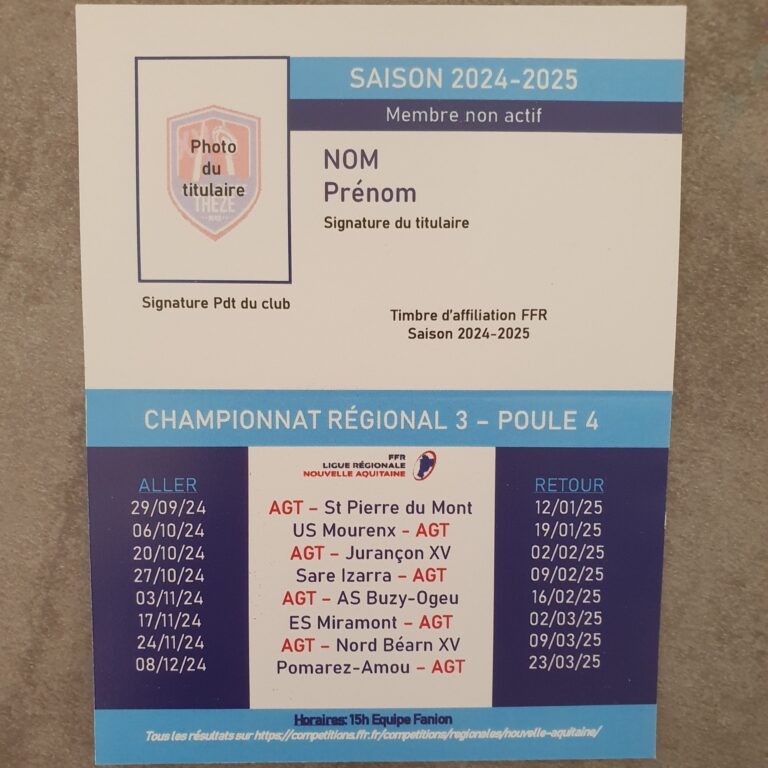 SAISON 2024-2025
Membre non actif
Photo
du
titulaire
THÈZE
NOM
Prénom
Signature du titulaire
Signature Pdt du club
Timbre d'affiliation FFR
Saison 2024-2025
CHAMPIONNAT RÉGIONAL 3 – POULE 4
FFR
LIGUE RÉGIONALE
NOUVELLE AQUITAINE
ALLER RETOUR
29/09/24 AGT – St Pierre du Mont 12/01/25
06/10/24 US Mourenx - AGT 19/01/25
20/10/24 AGT – Jurançon XV 02/02/25
27/10/24 Sare Izarra – AGT 09/02/25
03/11/24 AGT – AS Buzy-Ogeu 16/02/25
17/11/24 ES Miramont – AGT 02/03/25
24/11/24 AGT – Nord Béarn XV 09/03/25
08/12/24 Pomarez-Amou – AGT 23/03/25
Horaires: 15h Equipe Fanion
Tous les résultats sur https://competitions.ffr.fr/competitions/regionales/nouvelle-aquitaine/